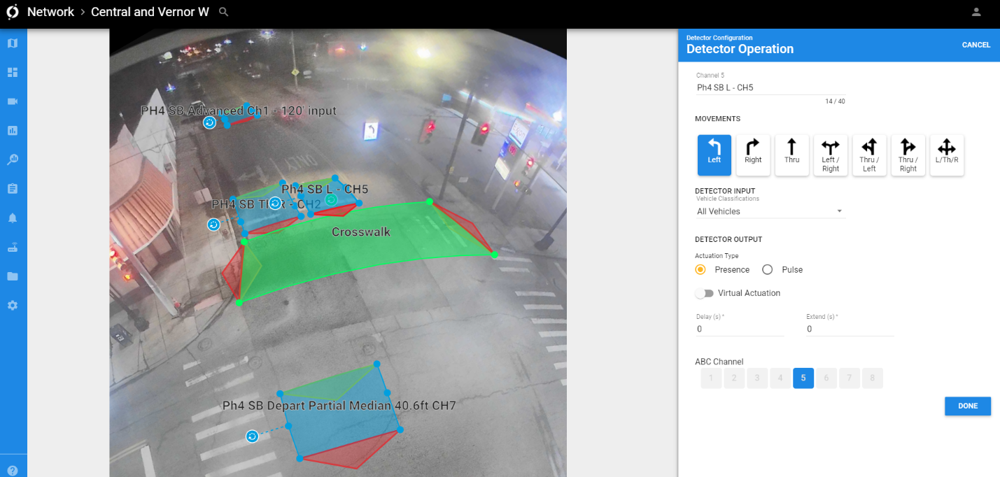 Network > Central and Vernor W
Detector Configuration
Detector Operation
CANCEL
Channel 5
Ph4 SB L - CH5
14 / 40
MOVEMENTS
Left
Right
Thru
Left / Right
Thru / Left
Thru / Right
L/Th/R
DETECTOR INPUT
Vehicle Classifications
All Vehicles
DETECTOR OUTPUT
Actuation Type
Presence
Pulse
Virtual Actuation
Delay (s) *
Extend (s) *
0
0
ABC Channel
1 2 3 4 5 6 7 8
DONE
PH4 SB Advanced Ch1 - 120' input
Ph4 SB L - CH5
PH4 SB Th/R - CH2
Crosswalk
Ph4 SB Depart Partial Median 40.6ft CH7
ONLY